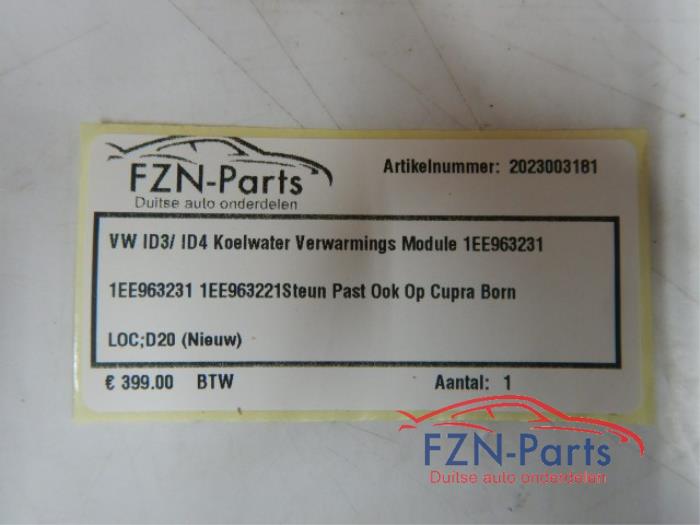 FZN-Parts
Duitse auto onderdelen
Artikelnummer: 2023003181
VW ID3/ ID4 Koelwater Verwarmings Module 1EE963231
1EE963231 1EE963221Steun Past Ook Op Cupra Born
LOC;D20 (Nieuw)
€ 399.00 BTW Aantal: 1
FZN-Parts
Duitse auto onderdelen